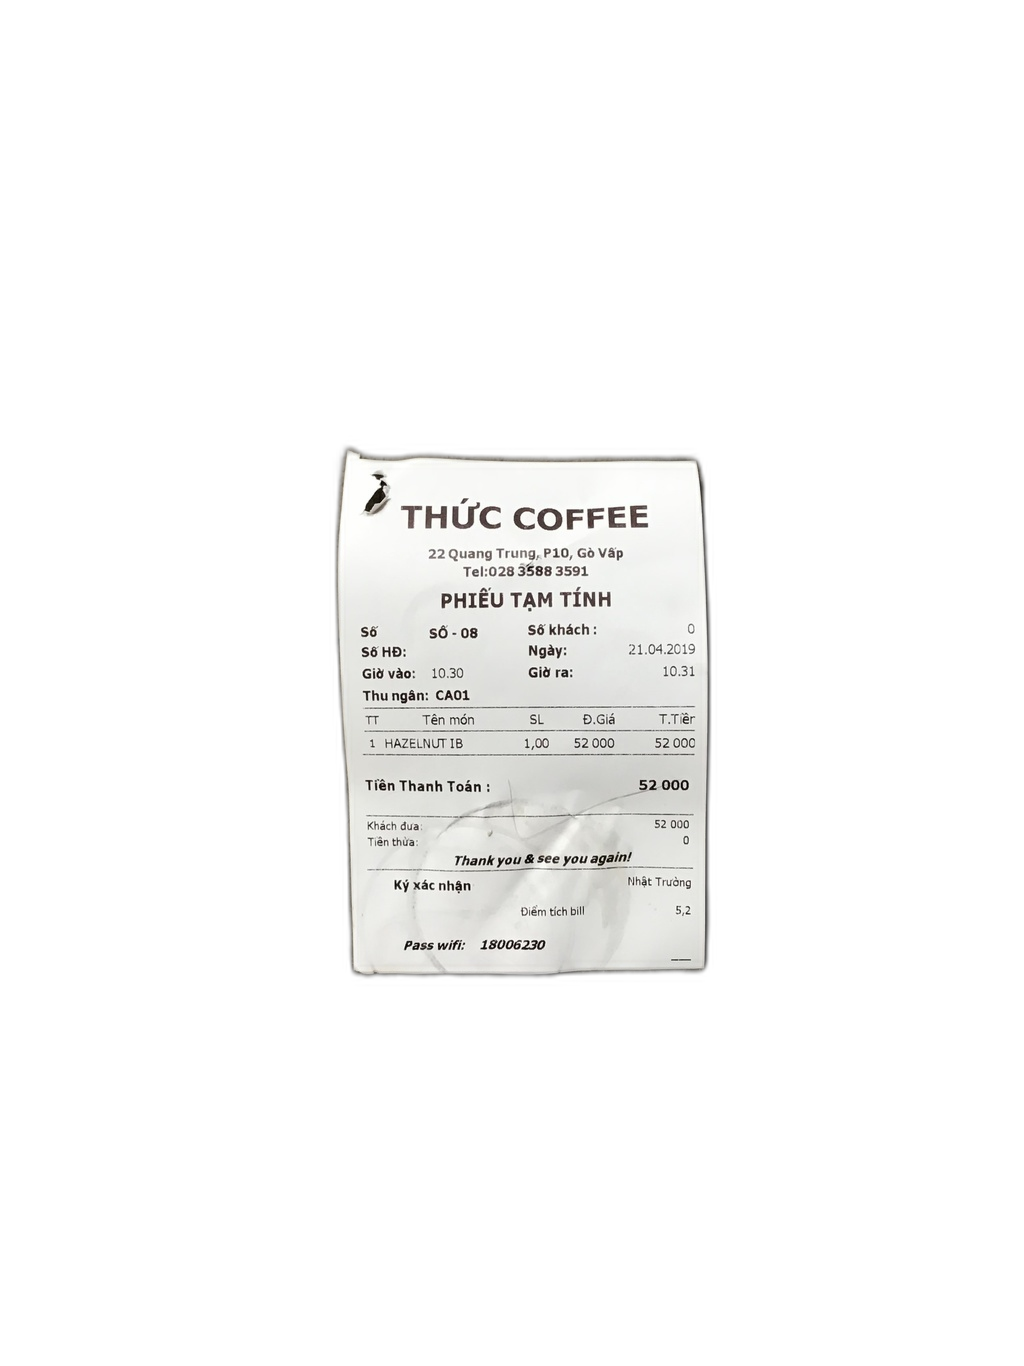 THỨC COFFEE
22 Quang Trung, P10, Gò Vấp
Tel:028 3588 3591
PHIẾU TẠM TÍNH
Số SỐ - 08 Số khách : 0
Số HĐ: Ngày: 21.04.2019
Giờ vào: 10.30 Giờ ra: 10.31
Thu ngân: CA01
TT Tên món SL Đ.Giá T.Tiền
1 HAZELNUT IB 1,00 52 000 52 000
Tiền Thanh Toán : 52 000
Khách đưa: 52 000
Tiền thừa: 0
Thank you & see you again!
Ký xác nhận Nhật Trường
Điểm tích bill 5,2
Pass wifi: 18006230